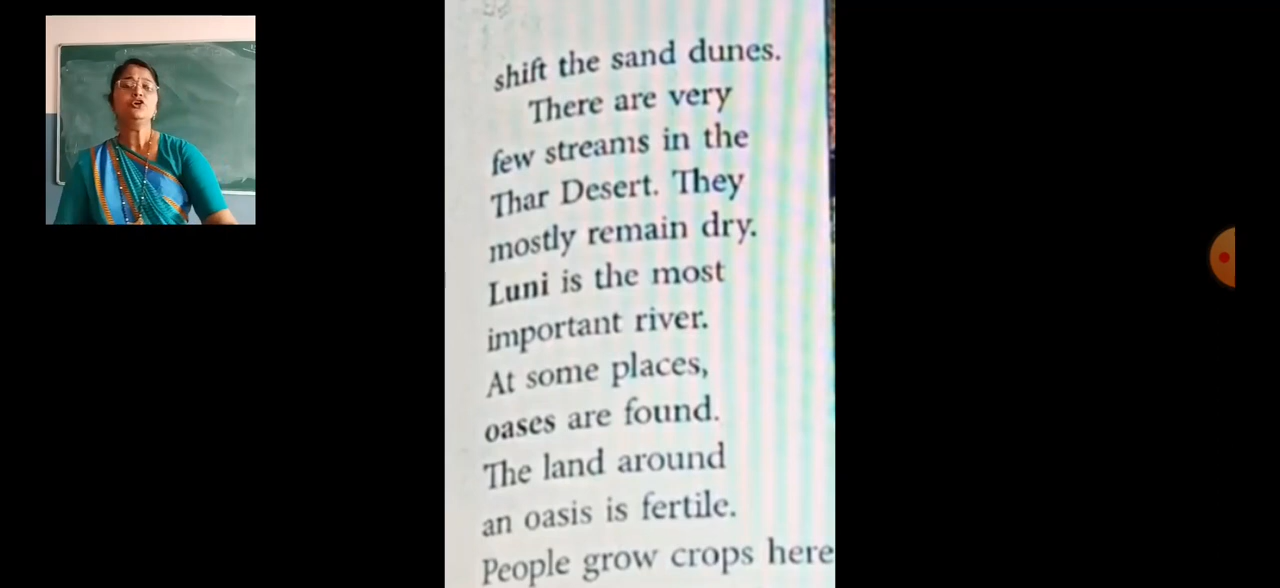 shift the sand dunes.
There are very
few streams in the
Thar Desert. They
mostly remain dry.
Luni is the most
important river.
At some places,
oases are found.
The land around
an oasis is fertile.
People grow crops here